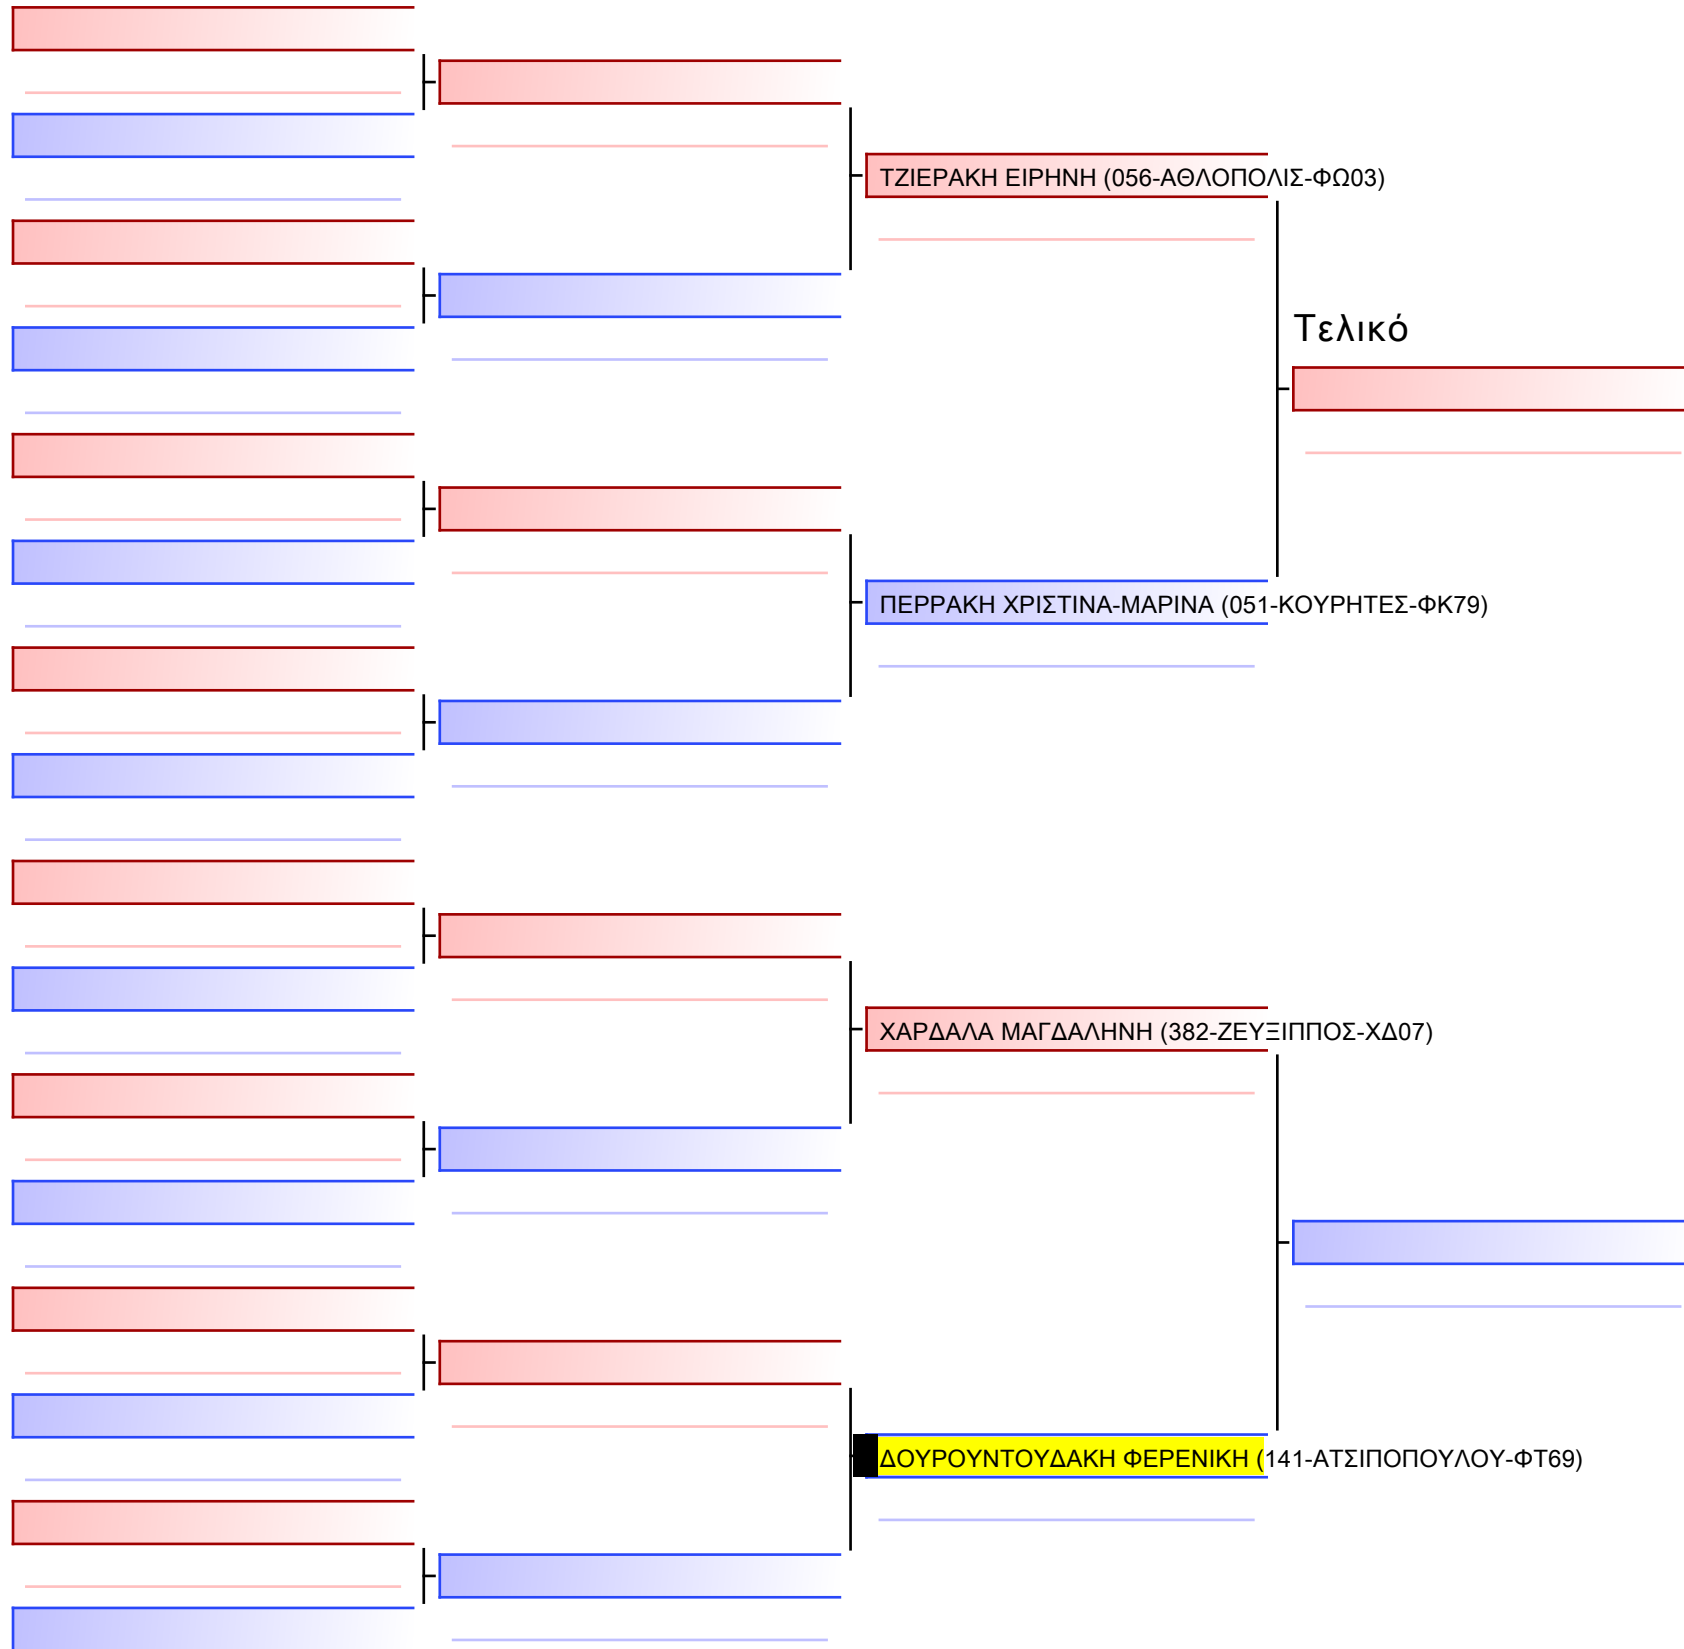 ΤΖΙΕΡΑΚΗ ΕΙΡΗΝΗ (056-ΑΘΛΟΠΟΛΙΣ-ΦΩ03)
Τελικό
ΠΕΡΡΑΚΗ ΧΡΙΣΤΙΝΑ-ΜΑΡΙΝΑ (051-ΚΟΥΡΗΤΕΣ-ΦΚ79)
ΧΑΡΔΑΛΑ ΜΑΓΔΑΛΗΝΗ (382-ΖΕΥΞΙΠΠΟΣ-ΧΔ07)
ΔΟΥΡΟΥΝΤΟΥΔΑΚΗ ΦΕΡΕΝΙΚΗ (141-ΑΤΣΙΠΟΠΟΥΛΟΥ-ΦΤ69)